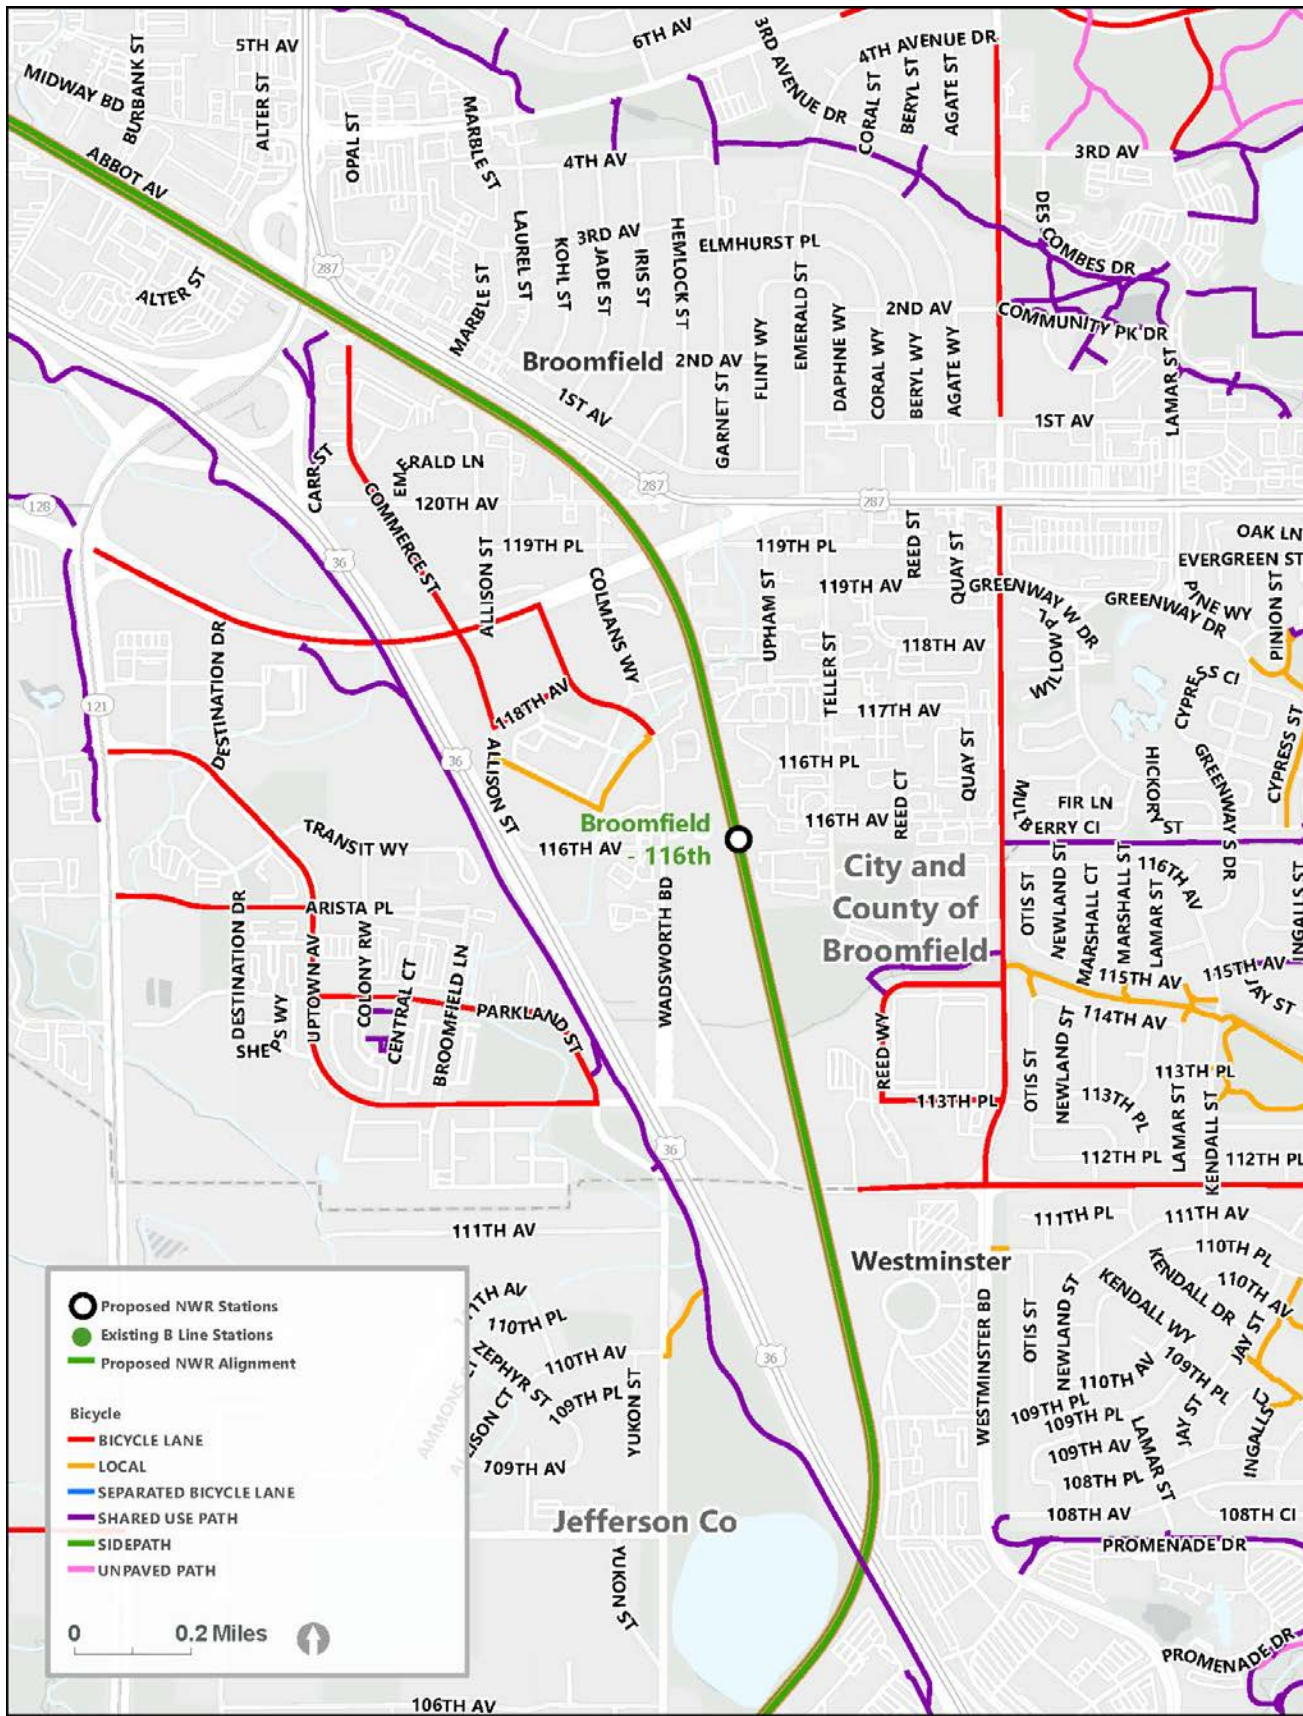 6TH AV
5TH AV
3RD AVENUE DR
4TH AVENUE DR
MIDWAY BD
BURBANK ST
ALTER ST
OPAL ST
MARBLE ST
CORAL ST
BERYL ST
AGATE ST
ABBOT AV
4TH AV
3RD AV
ALTER ST
287
LAUREL ST
KOHL ST
3RD AV
JADE ST
IRIS ST
HEMLOCK ST
ELMHURST PL
DES COMBES DR
MARBLE ST
EMERALD ST
2ND AV
COMMUNITY PK DR
Broomfield
2ND AV
FLINT WY
DAPHNE WY
CORAL WY
BERYL WY
AGATE WY
LAMAR ST
1ST AV
GARNET ST
1ST AV
CARR ST
EMERALD LN
COMMERCE ST
120TH AV
287
287
128
36
ALLISON ST
119TH PL
COLMANS WY
119TH PL
REED ST
QUAY ST
OAK LN
EVERGREEN ST
UPHAM ST
119TH AV
GREENWAY W DR
GREENWAY DR
PINE WY
PINION ST
DESTINATION DR
118TH AV
WILLOW PL
CYPRESS CI
TELLER ST
117TH AV
118TH AV
121
36
ALLISON ST
116TH PL
QUAY ST
HICKORY ST
GREENWAY S DR
CYPRESS ST
REED CT
MULBERRY CI
FIR LN
TRANSIT WY
116TH AV
Broomfield
- 116th
116TH AV
City and
County of
Broomfield
OTIS ST
NEWLAND ST
MARSHALL CT
MARSHALL ST
LAMAR ST
116TH AV
INGALLS ST
ARISTA PL
DESTINATION DR
UPTOWN AV
COLONY RW
CENTRAL CT
BROOMFIELD LN
WADSWORTH BD
115TH AV
115TH AV
JAY ST
SHEPS WY
PARKLAND ST
REED WY
114TH AV
OTIS ST
NEWLAND ST
113TH PL
113TH PL
113TH PL
LAMAR ST
KENDALL ST
36
112TH PL
112TH PL
111TH AV
111TH PL
111TH AV
Westminster
110TH PL
110TH AV
KENDALL DR
KENDALL WY
JAY ST
WESTMINSTER BD
OTIS ST
NEWLAND ST
36
110TH AV
109TH PL
109TH PL
109TH PL
109TH AV
108TH PL
LAMAR ST
JAY ST
INGALLS CI
108TH AV
108TH CI
PROMENADE DR
111TH AV
110TH PL
ZEPHYR ST
110TH AV
109TH PL
YUKON ST
AMMONS
109TH AV
Jefferson Co
YUKON ST
PROMENADE DR
106TH AV
Proposed NWR Stations
Existing B Line Stations
Proposed NWR Alignment
Bicycle
BICYCLE LANE
LOCAL
SEPARATED BICYCLE LANE
SHARED USE PATH
SIDEPATH
UNPAVED PATH
0 0.2 Miles